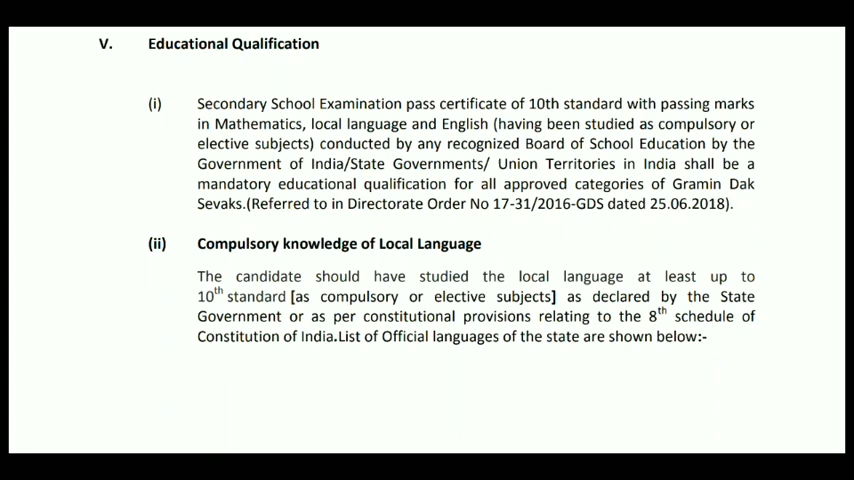 V. Educational Qualification
(i) Secondary School Examination pass certificate of 10th standard with passing marks
in Mathematics, local language and English (having been studied as compulsory or
elective subjects) conducted by any recognized Board of School Education by the
Government of India/State Governments/ Union Territories in India shall be a
mandatory educational qualification for all approved categories of Gramin Dak
Sevaks.(Referred to in Directorate Order No 17-31/2016-GDS dated 25.06.2018).
(ii) Compulsory knowledge of Local Language
The candidate should have studied the local language at least up to
10th standard [as compulsory or elective subjects] as declared by the State
Government or as per constitutional provisions relating to the 8th schedule of
Constitution of India.List of Official languages of the state are shown below:-